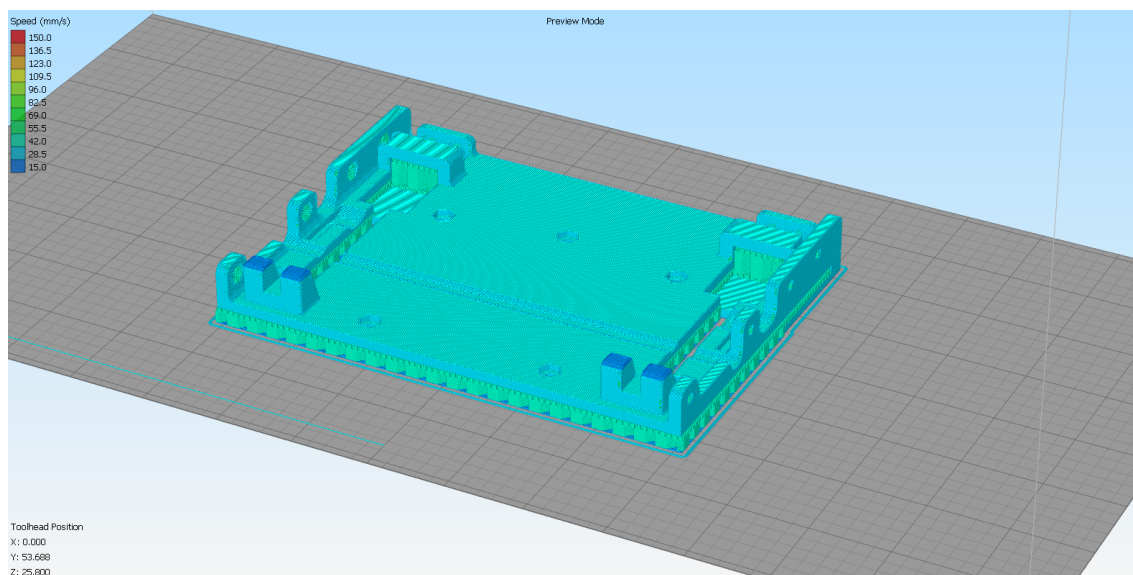 Speed (mm/s)
Preview Mode
150.0
136.5
123.0
109.5
96.0
82.5
69.0
55.5
42.0
28.5
15.0
Toolhead Position
X: 0.000
Y: 53.688
Z: 25.800